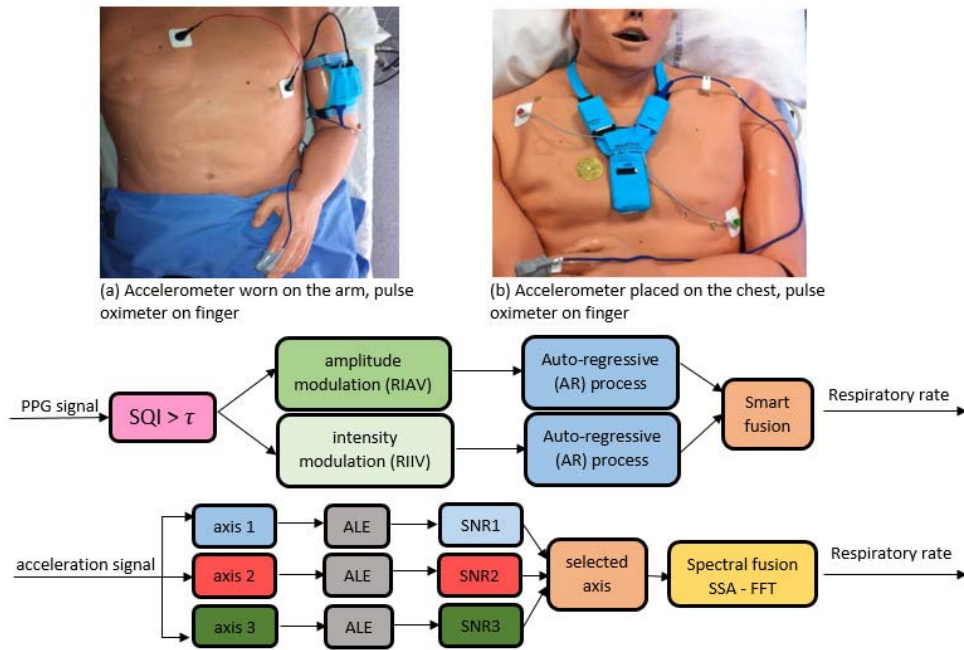 (a) Accelerometer worn on the arm, pulse
oximeter on finger
(b) Accelerometer placed on the chest, pulse
oximeter on finger
PPG signal
SQI > τ
amplitude
modulation (RIAV)
Auto-regressive
(AR) process
intensity
modulation (RIIV)
Auto-regressive
(AR) process
Smart
fusion
Respiratory rate
acceleration signal
axis 1
ALE
SNR1
axis 2
ALE
SNR2
axis 3
ALE
SNR3
selected
axis
Spectral fusion
SSA - FFT
Respiratory rate